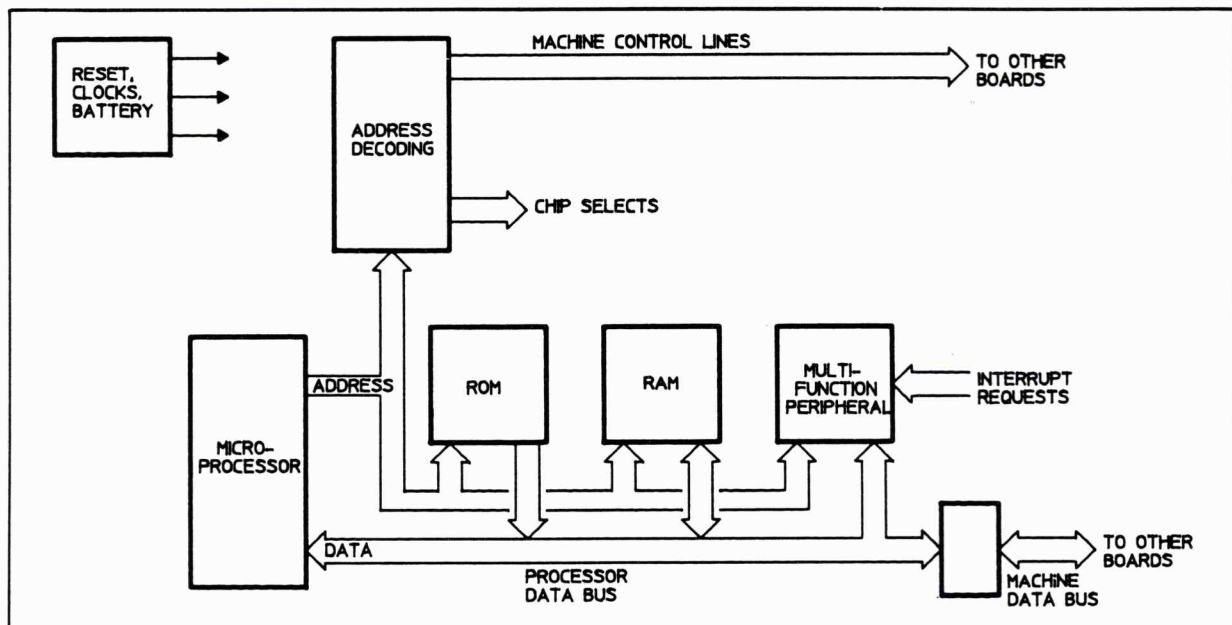 RESET,
CLOCKS,
BATTERY
MACHINE CONTROL LINES
TO OTHER
BOARDS
ADDRESS
DECODING
CHIP SELECTS
MICRO-
PROCESSOR
ADDRESS
ROM
RAM
MULTI-
FUNCTION
PERIPHERAL
INTERRUPT
REQUESTS
DATA
PROCESSOR
DATA BUS
MACHINE
DATA BUS
TO OTHER
BOARDS